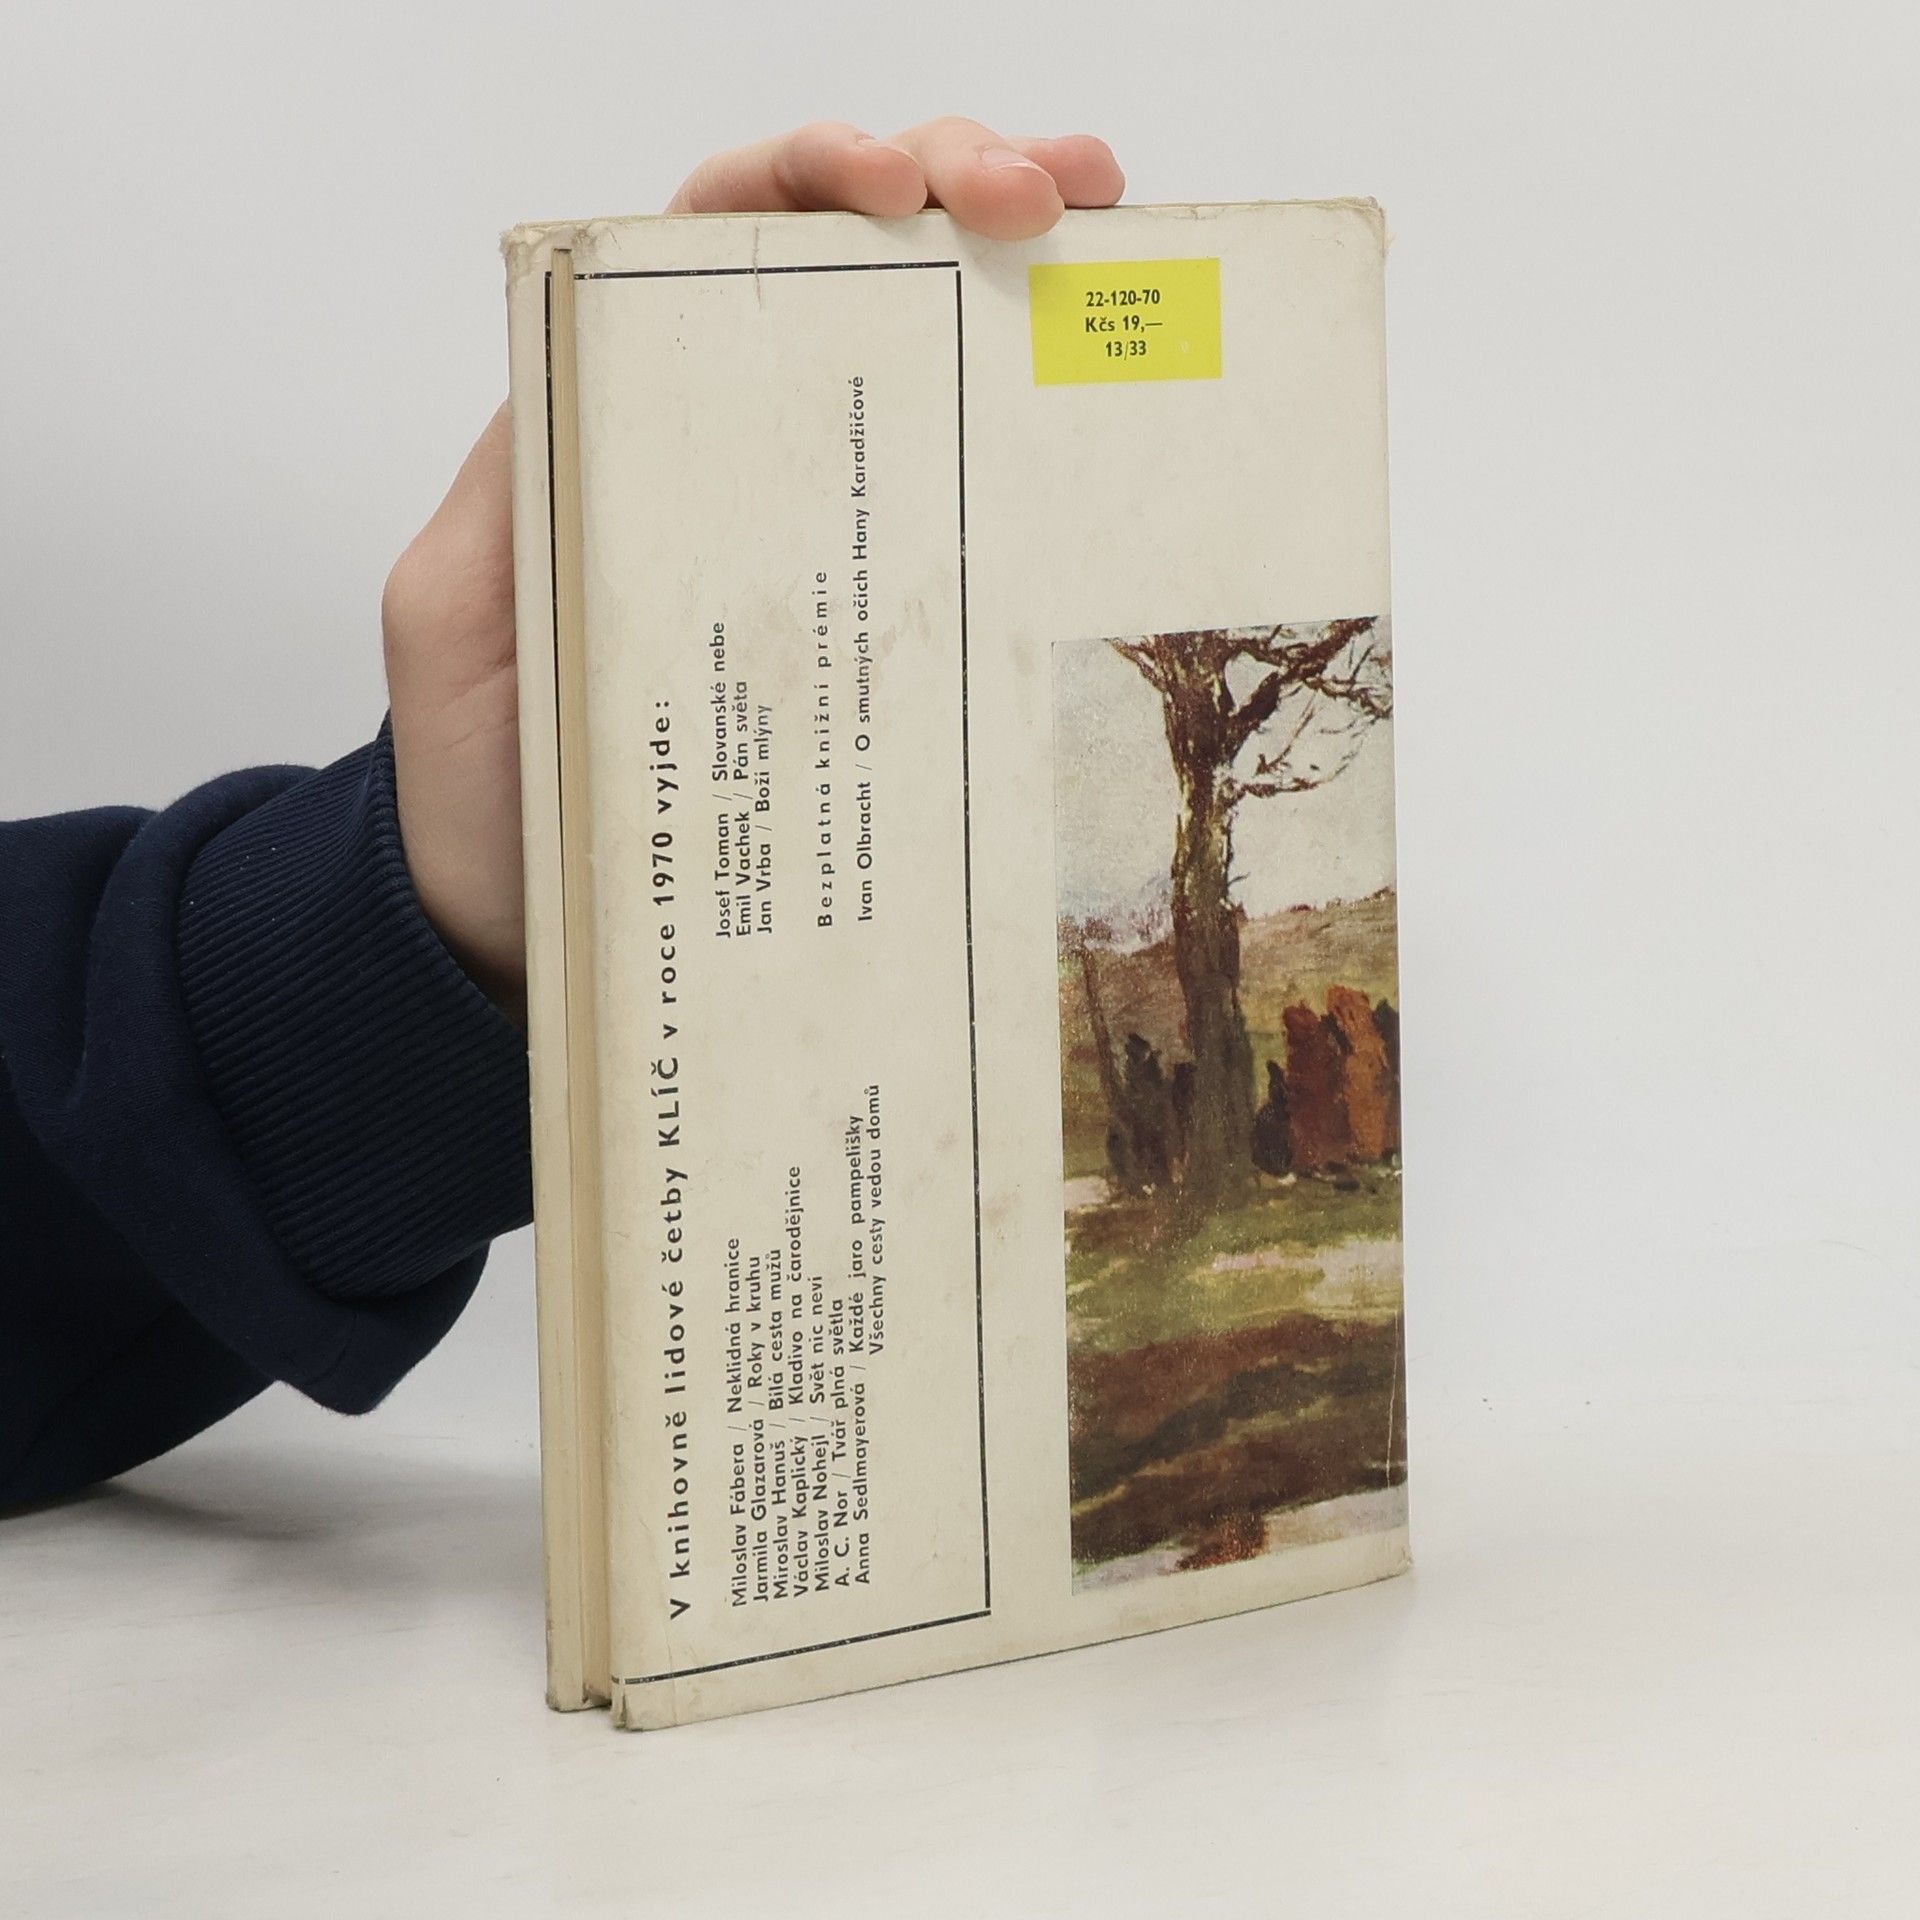 22-120-70
Kčs 19,—
13/33
V knihovně lidové četby KLÍČ v roce 1970 vyjde:
Miloslav Fábera / Neklidná hranice
Jarmila Glazarová / Roky v kruhu
Miroslav Hanuš / Bílá cesta mužů
Václav Kaplický / Kladivo na čarodějnice
Miloslav Nohejl / Svět nic neví
A. C. Nor / Tvář plná světla
Anna Sedlmayerová / Každé jaro pampelišky
Všechny cesty vedou domů
Josef Toman / Slovanské nebe
Emil Vachek / Pán světa
Jan Vrba / Boží mlýny
Bezplatná knižní prémie
Ivan Olbracht / O smutných očích Hany Karadžičové